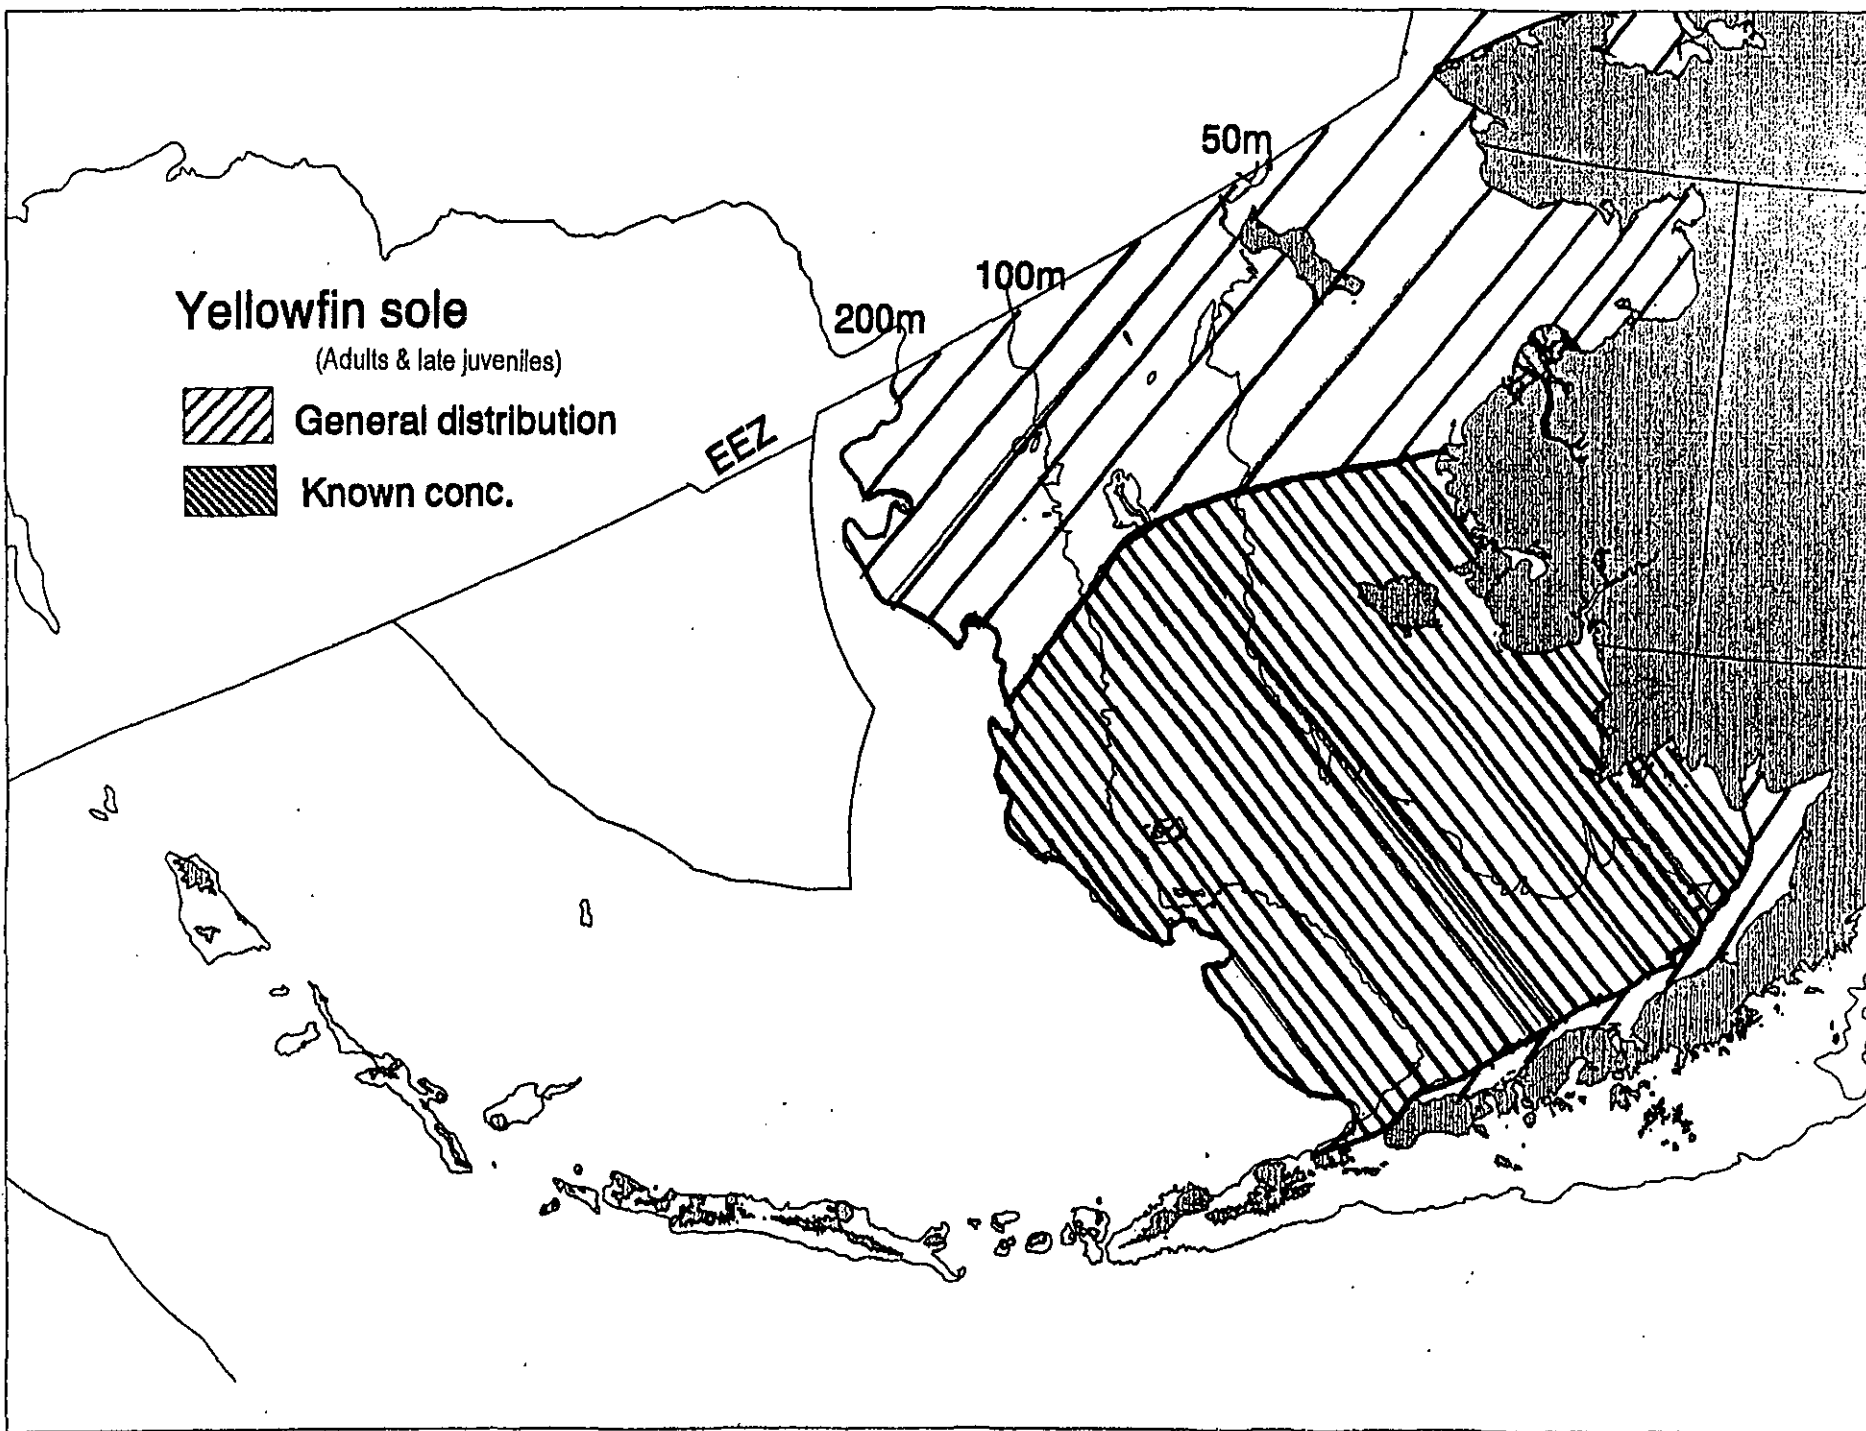 50m
100m
200m
Yellowfin sole
(Adults & late juveniles)
General distribution
EEZ
Known conc.